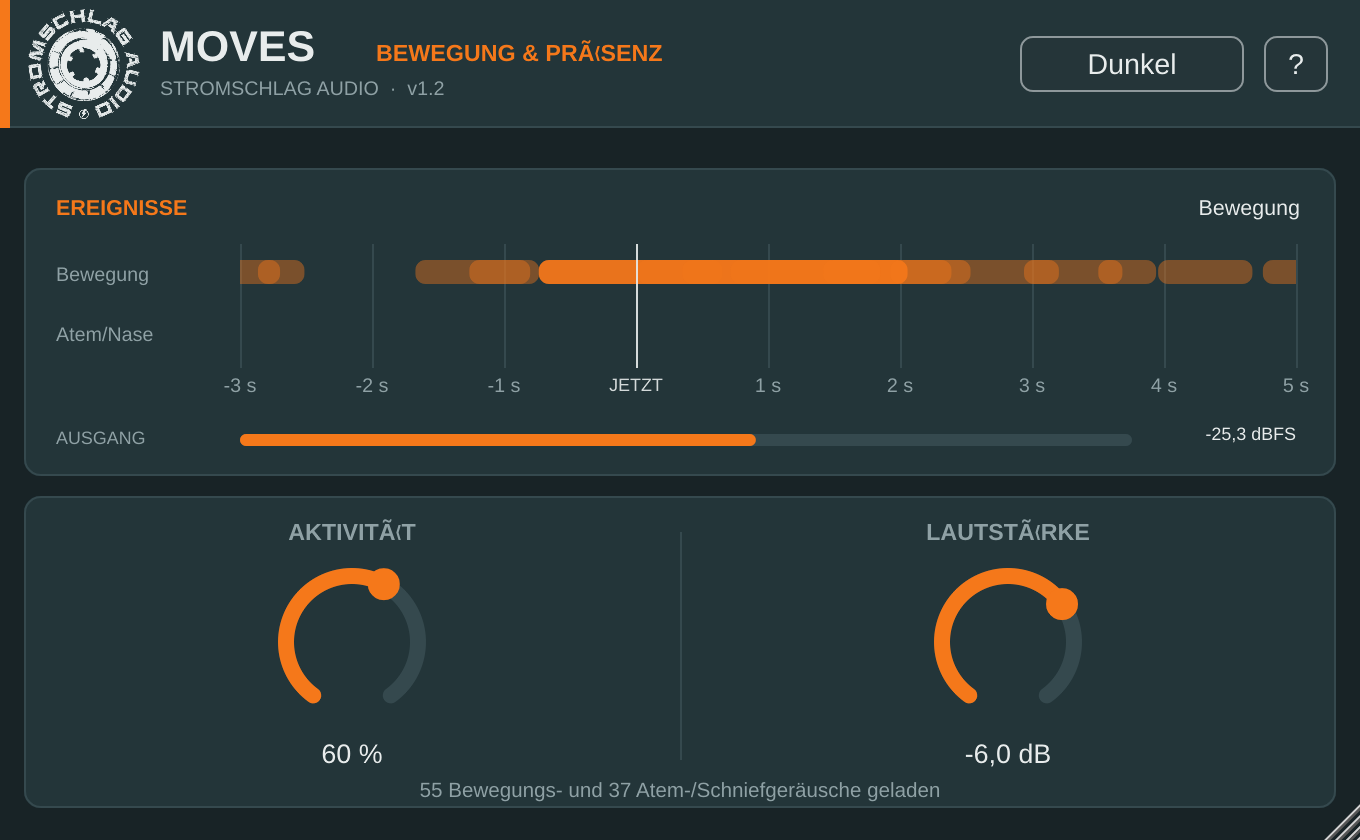 STROMSCHLAG AUDIO
MOVES
BEWEGUNG & PRÃ⟨SENZ
STROMSCHLAG AUDIO · v1.2
Dunkel
?
EREIGNISSE
Bewegung
Bewegung
Atem/Nase
-3 s -2 s -1 s JETZT 1 s 2 s 3 s 4 s 5 s
AUSGANG
-25,3 dBFS
AKTIVITÃ⟨T
LAUTSTÃ⟨RKE
60 %
-6,0 dB
55 Bewegungs- und 37 Atem-/Schniefgeräusche geladen